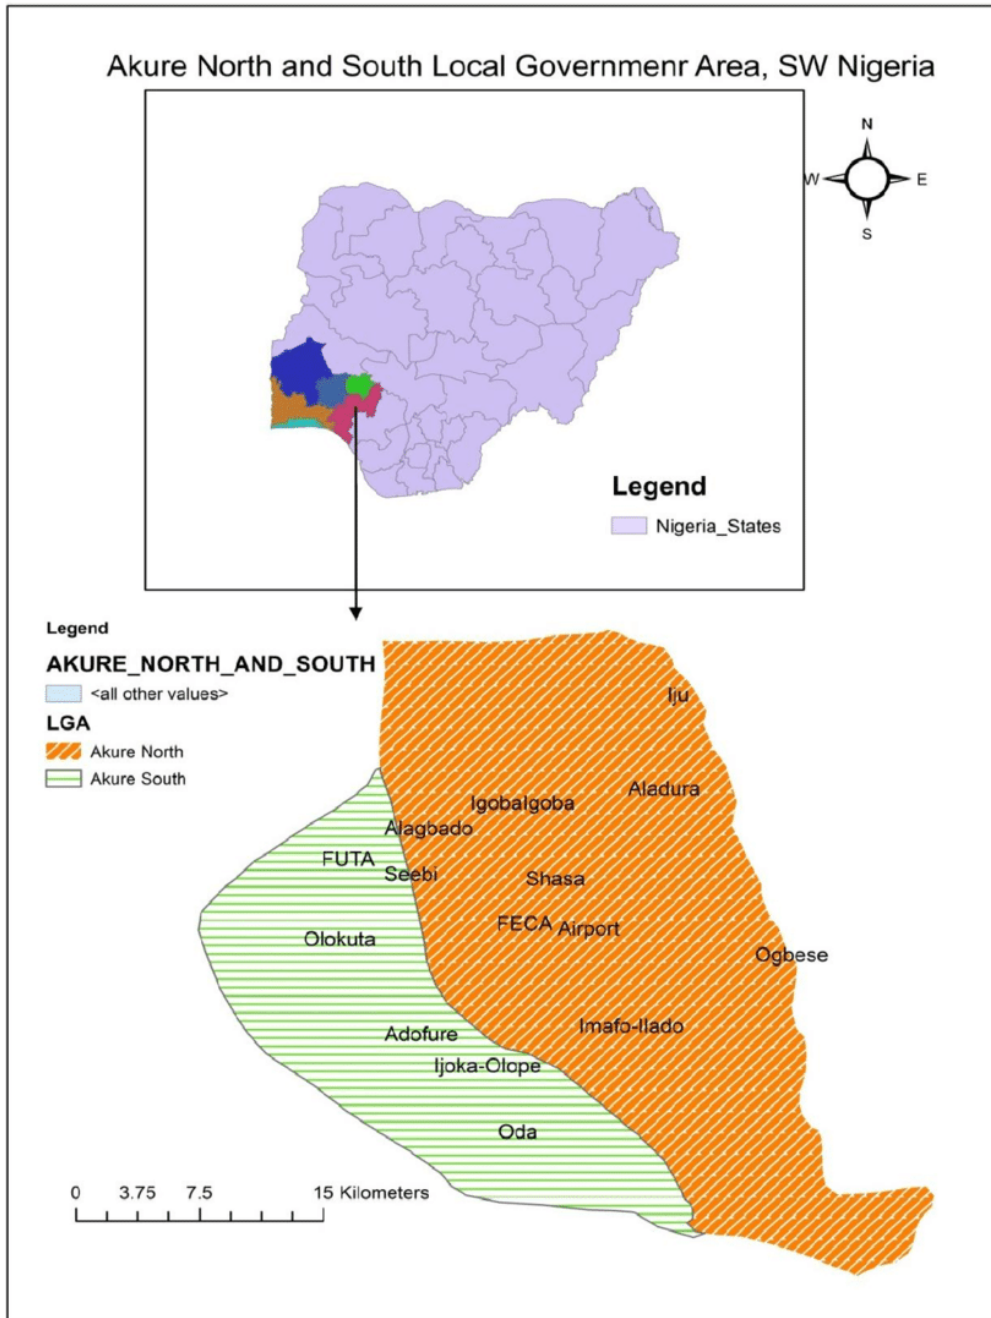 Akure North and South Local Governmenr Area, SW Nigeria
N
W E
S
Legend
Nigeria_States
Legend
AKURE_NORTH_AND_SOUTH
<all other values>
LGA
Akure North
Akure South
Iju
Aladura
IgobaIgoba
Alagbado
FUTA
Seebi
Shasa
FECA Airport
Olokuta
Ogbese
Imafo-Ilado
Adofure
Ijoka-Olope
Oda
0 3.75 7.5 15 Kilometers